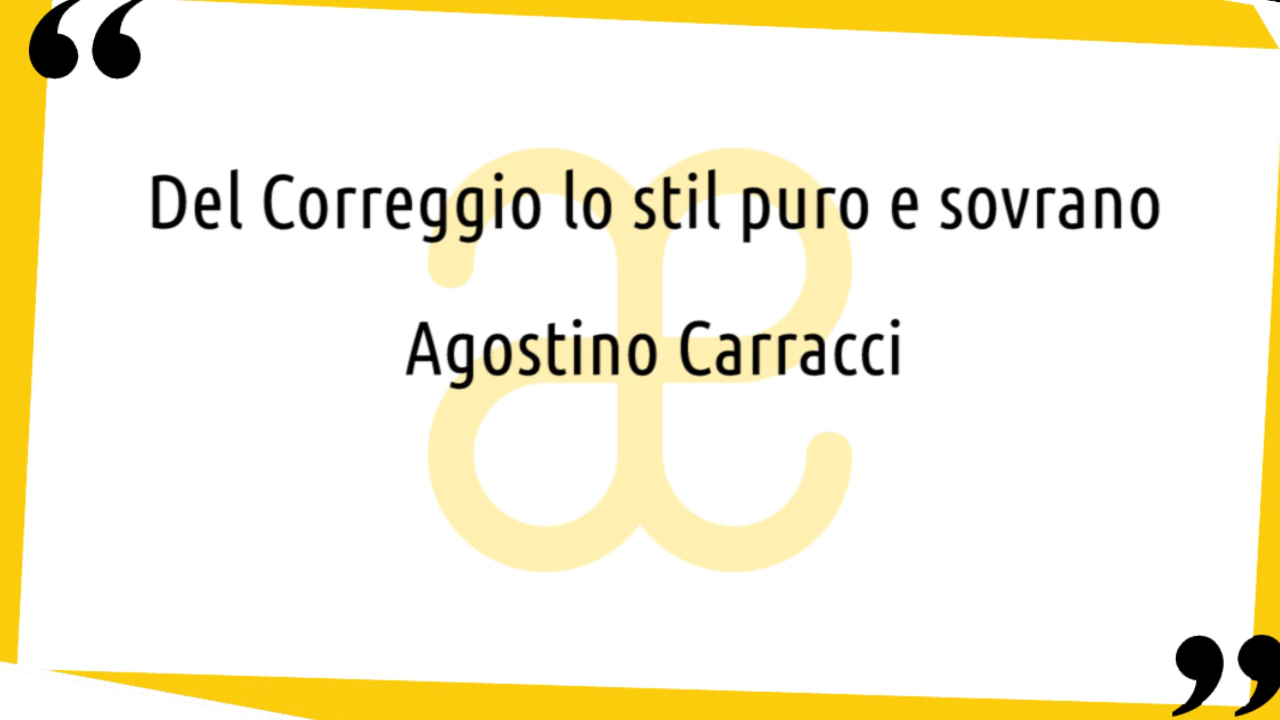 “
Del Correggio lo stil puro e sovrano
Agostino Carracci
æ
”